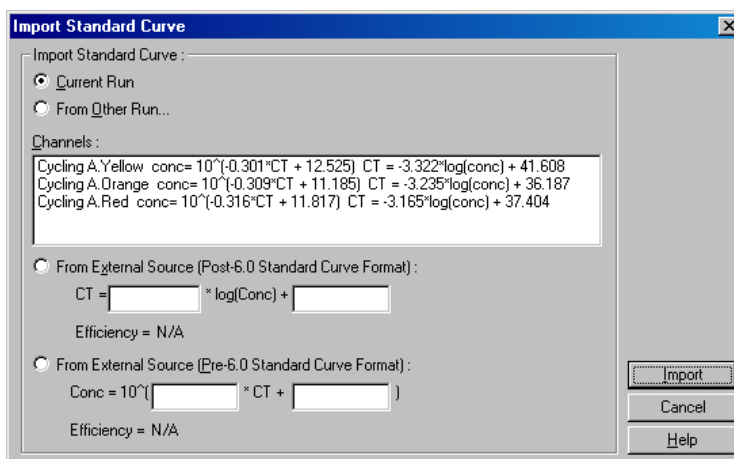 Import Standard Curve
Import Standard Curve :
Current Run
From Other Run...
Channels :
Cycling A.Yellow conc= 10^(-0.301*CT + 12.525) CT = -3.322*log(conc) + 41.608
Cycling A.Orange conc= 10^(-0.309*CT + 11.185) CT = -3.235*log(conc) + 36.187
Cycling A.Red conc= 10^(-0.316*CT + 11.817) CT = -3.165*log(conc) + 37.404
From External Source (Post-6.0 Standard Curve Format) :
CT = * log(Conc) +
Efficiency = N/A
From External Source (Pre-6.0 Standard Curve Format) :
Conc = 10^( * CT + )
Efficiency = N/A
Import
Cancel
Help